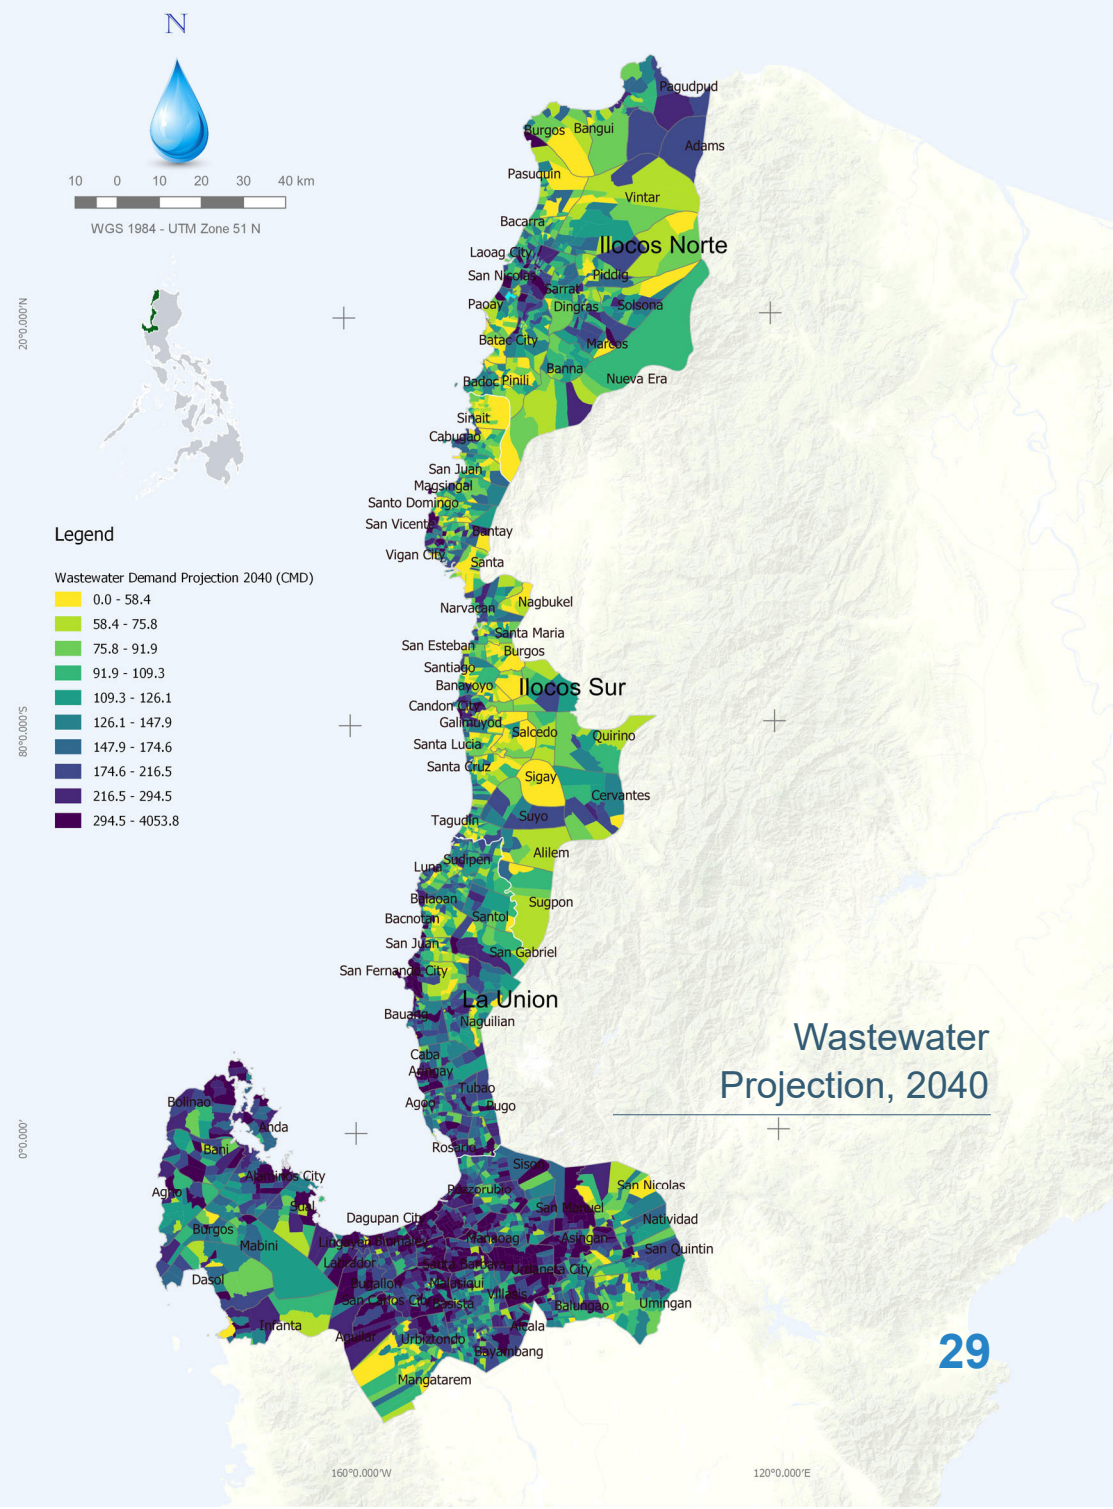 N
10 0 10 20 30 40 km
WGS 1984 - UTM Zone 51 N
20°0.000'N
80°0.000'S
0°0.000'
Legend
Wastewater Demand Projection 2040 (CMD)
0.0 - 58.4
58.4 - 75.8
75.8 - 91.9
91.9 - 109.3
109.3 - 126.1
126.1 - 147.9
147.9 - 174.6
174.6 - 216.5
216.5 - 294.5
294.5 - 4053.8
Pagudpud
Burgos
Bangui
Adams
Pasuquin
Vintar
Bacarra
Ilocos Norte
Laoag City
San Nicolas
Piddig
Sarrat
Paoay
Dingras
Solsona
Batac City
Marcos
Banna
Badoc
Pinili
Nueva Era
Sinait
Cabugao
San Juan
Magsingal
Santo Domingo
San Vicente
Bantay
Vigan City
Santa
Narvacan
Nagbukel
Santa Maria
San Esteban
Burgos
Santiago
Banayoyo
Ilocos Sur
Candon City
Galimuyod
Salcedo
Quirino
Santa Lucia
Santa Cruz
Sigay
Cervantes
Suyo
Tagudin
Alilem
Sudipen
Luna
Balaoan
Sugpon
Bacnotan
Santol
San Juan
San Gabriel
San Fernando City
La Union
Bauang
Naguilian
Caba
Aringay
Tubao
Agoo
Pugo
Rosario
Bolinao
Anda
Bani
Alaminos City
Agno
Sual
Burgos
Mabini
Dasol
Infanta
Sison
Pozorrubio
San Nicolas
San Manuel
Natividad
Dagupan City
Lingayen
Binmaley
Manaoag
Asingan
San Quintin
Labrador
Santa Barbara
Urdaneta City
Bugallon
Malasiqui
San Carlos City
Basista
Villasis
Balungao
Umingan
Aguilar
Urbiztondo
Alcala
Bayambang
Mangatarem
Wastewater
Projection, 2040
29
160°0.000'W
120°0.000'E